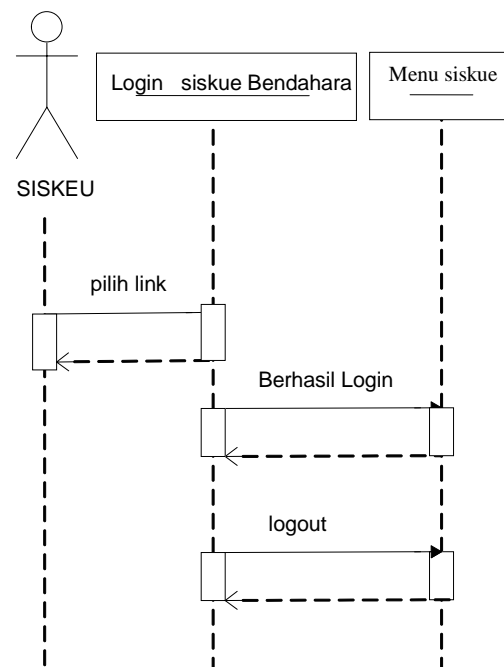 Login siskue Bendahara
Menu siskue
SISKEU
pilih link
Berhasil Login
logout